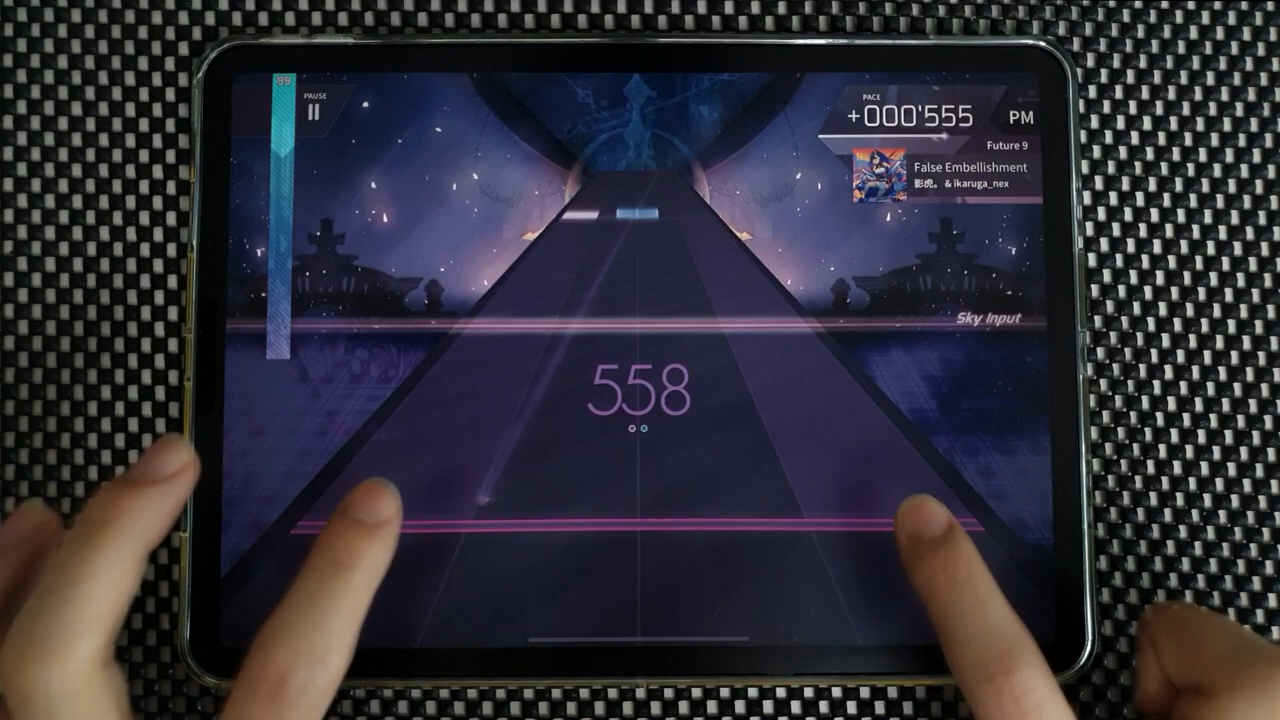 99
PAUSE
PACE
+000'555
PM
Future 9
False Embellishment
影虎。 & ikaruga_nex
Sky Input
558